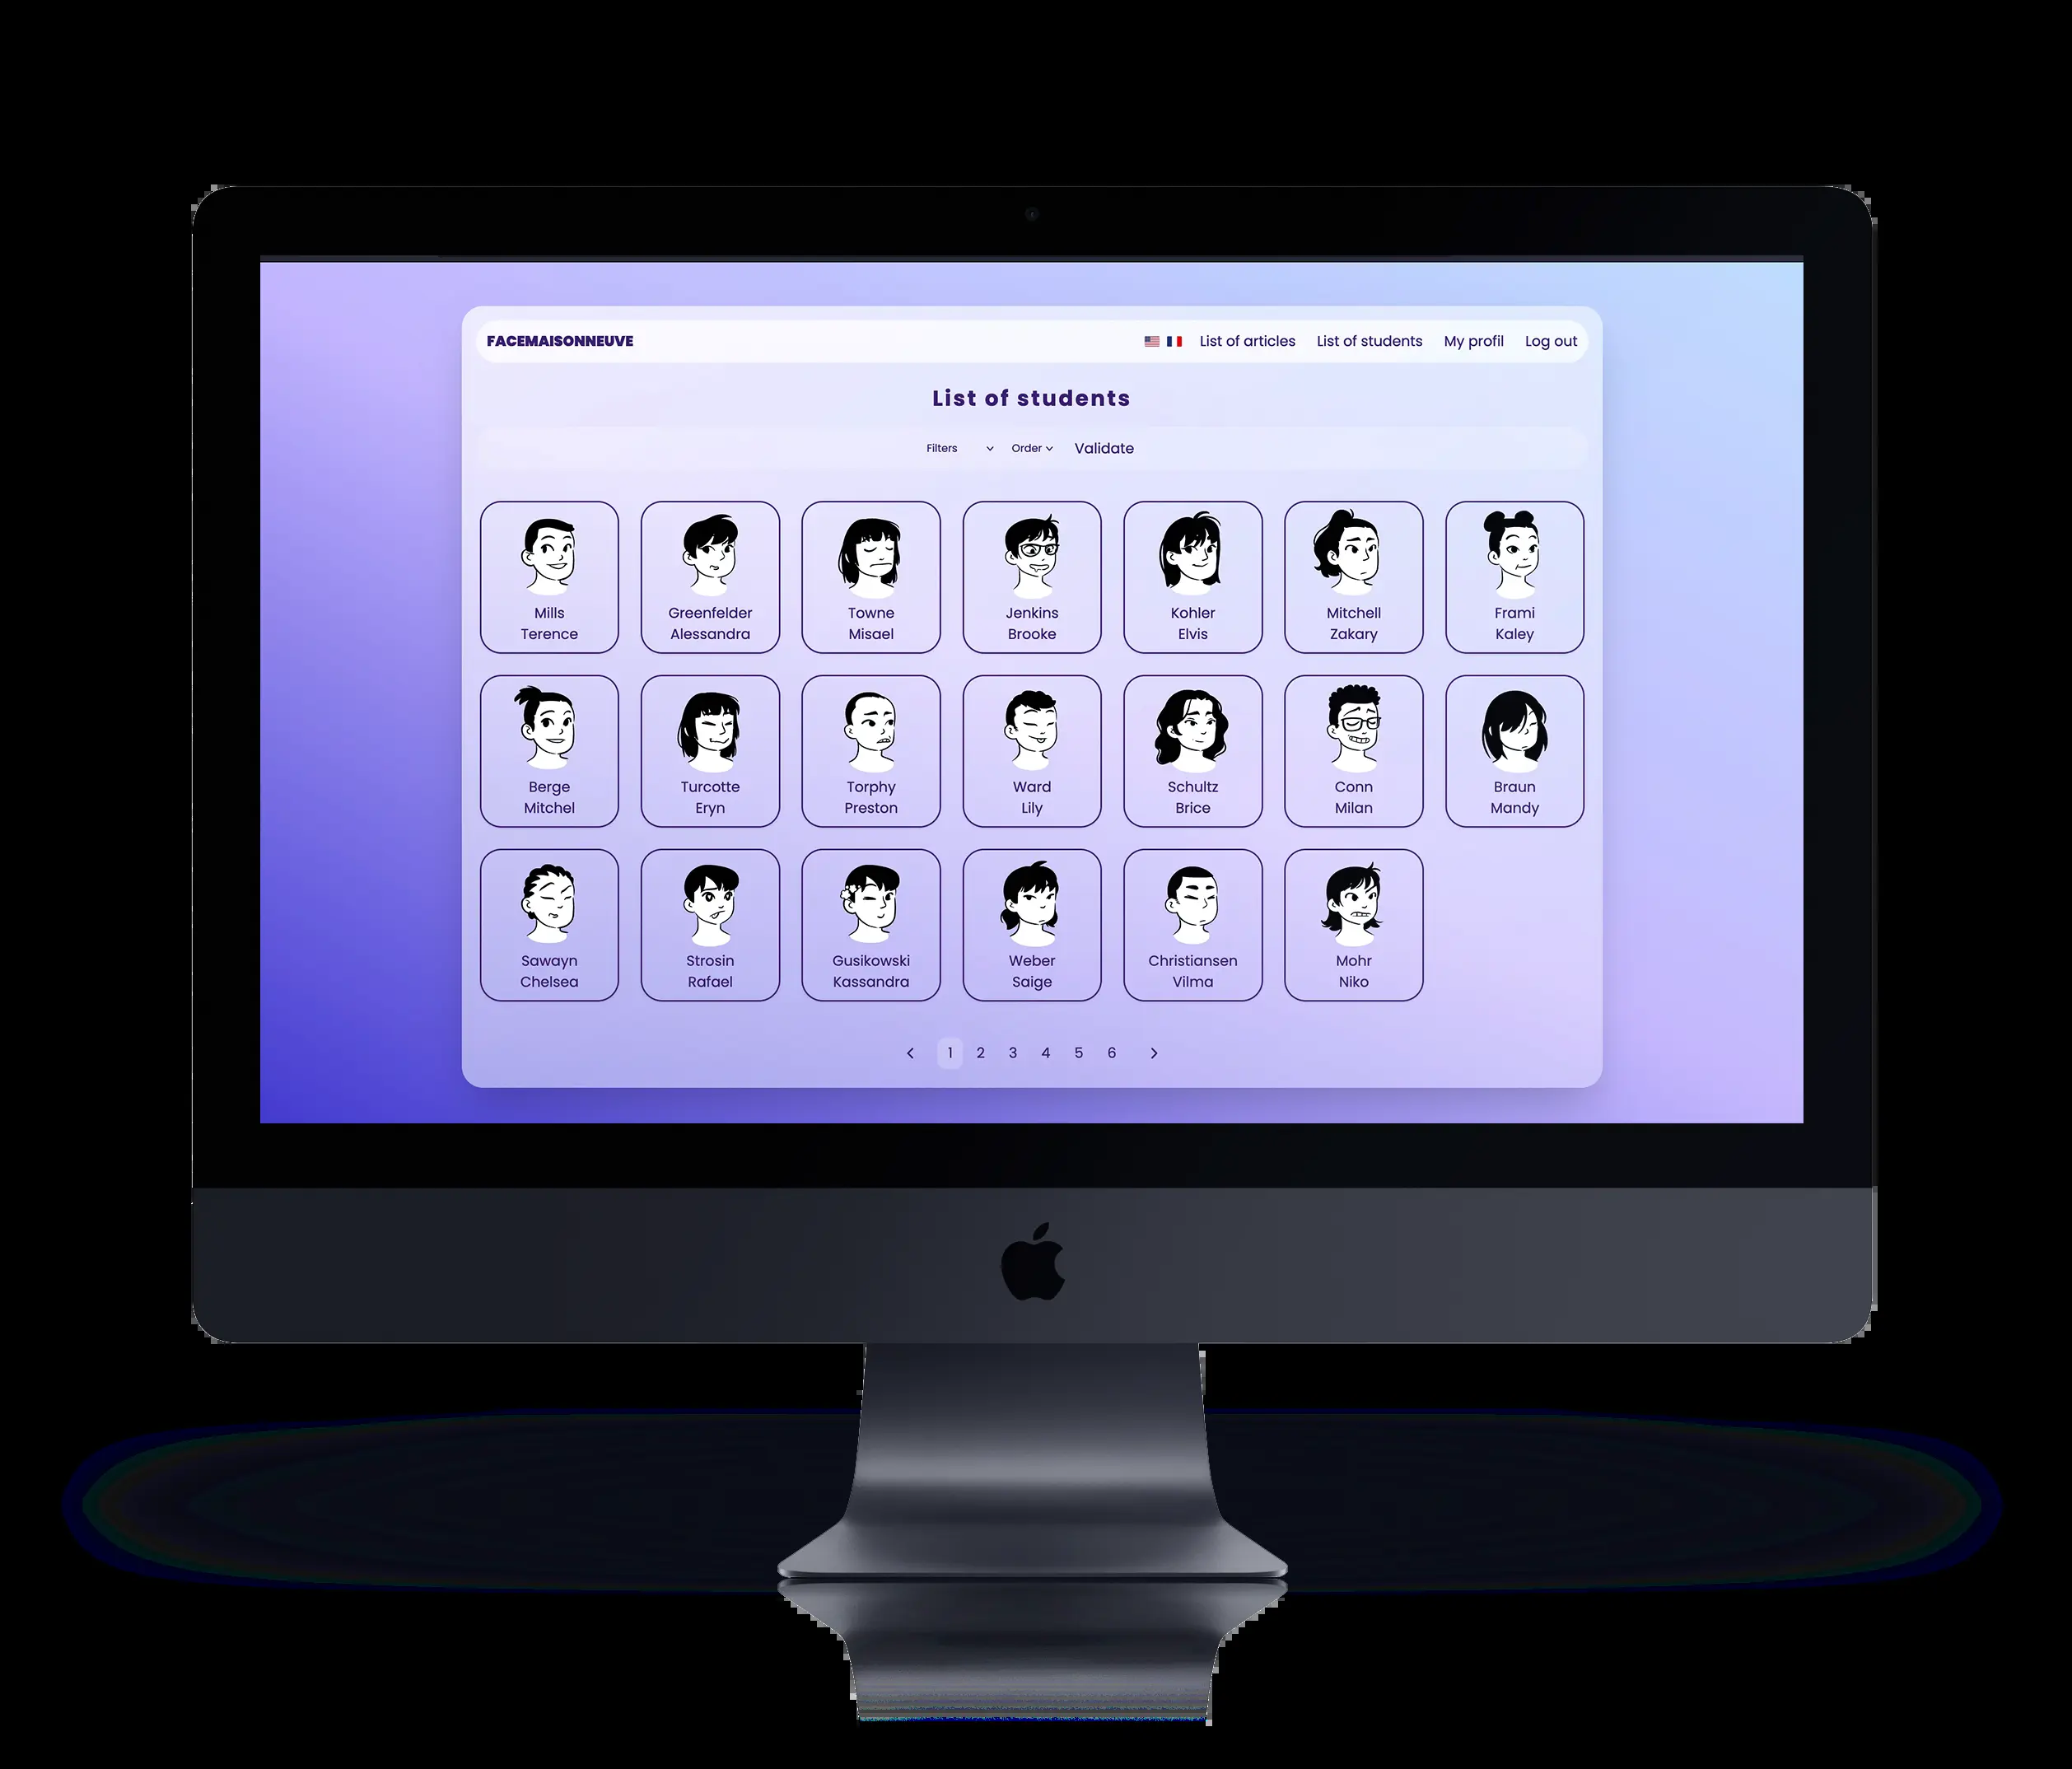 FACEMAISONNEUVE List of articles List of students My profil Log out
List of students
Filters Order Validate
Mills Greenfelder Towne Jenkins Kohler Mitchell Frami
Terence Alessandra Misael Brooke Elvis Zakary Kaley
Berge Turcotte Torphy Ward Schultz Conn Braun
Mitchel Eryn Preston Lily Brice Milan Mandy
Sawayn Strosin Gusikowski Weber Christiansen Mohr
Chelsea Rafael Kassandra Saige Vilma Niko
1 2 3 4 5 6